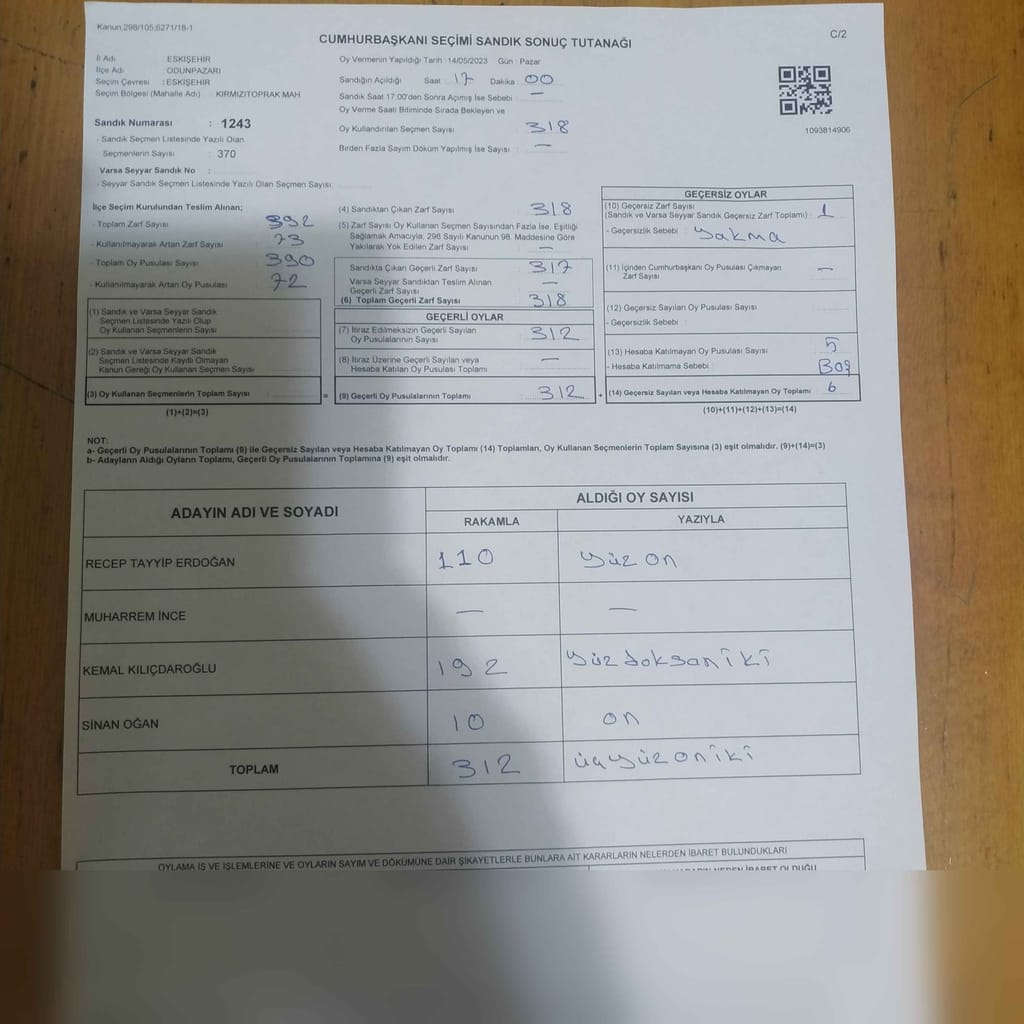 Kanun:298/105,6271/18-1
C/2
CUMHURBAŞKANI SEÇİMİ SANDIK SONUÇ TUTANAĞI
İl Adı : ESKİŞEHİR
İlçe Adı : ODUNPAZARI
Seçim Çevresi : ESKİŞEHİR
Seçim Bölgesi (Mahalle Adı) : KIRMIZITOPRAK MAH.
Sandık Numarası : 1243
- Sandık Seçmen Listesinde Yazılı Olan
Seçmenlerin Sayısı : 370
Varsa Seyyar Sandık No :
- Seyyar Sandık Seçmen Listesinde Yazılı Olan Seçmen Sayısı:
Oy Vermenin Yapıldığı Tarih : 14/05/2023 Gün : Pazar
Sandığın Açıldığı Saat : 17 Dakika : 00
Sandık Saat 17:00'den Sonra Açımış İse Sebebi : —
Oy Verme Saati Bitiminde Sırada Bekleyen ve
Oy Kullandırılan Seçmen Sayısı : 318
Birden Fazla Sayım Döküm Yapılmış İse Sayısı : —
1093814906
İlçe Seçim Kurulundan Teslim Alınan;
- Toplam Zarf Sayısı : 392
- Kullanılmayarak Artan Zarf Sayısı : 73
- Toplam Oy Pusulası Sayısı : 390
- Kullanılmayarak Artan Oy Pusulası : 72
(1) Sandık ve Varsa Seyyar Sandık
Seçmen Listesinde Yazılı Olup
Oy Kullanan Seçmenlerin Sayısı :
(2) Sandık ve Varsa Seyyar Sandık
Seçmen Listesinde Kayıtlı Olmayan
Kanun Gereği Oy Kullanan Seçmen Sayısı :
(3) Oy Kullanan Seçmenlerin Toplam Sayısı : =
(1)+(2)=(3)
(4) Sandıktan Çıkan Zarf Sayısı : 318
(5) Zarf Sayısı Oy Kullanan Seçmen Sayısından Fazla İse, Eşitliği
Sağlamak Amacıyla; 298 Sayılı Kanunun 98. Maddesine Göre
Yakılarak Yok Edilen Zarf Sayısı : —
Sandıkta Çıkan Geçerli Zarf Sayısı : 317
Varsa Seyyar Sandıktan Teslim Alınan
Geçerli Zarf Sayısı : —
(6) Toplam Geçerli Zarf Sayısı : 318
GEÇERLİ OYLAR
(7) İtiraz Edilmeksizin Geçerli Sayılan
Oy Pusulalarının Sayısı : 312
(8) İtiraz Üzerine Geçerli Sayılan veya
Hesaba Katılan Oy Pusulası Toplamı : —
(9) Geçerli Oy Pusulalarının Toplamı : 312 +
GEÇERSİZ OYLAR
(10) Geçersiz Zarf Sayısı
(Sandık ve Varsa Seyyar Sandık Geçersiz Zarf Toplamı) : 1
- Geçersizlik Sebebi : Yakma
(11) İçinden Cumhurbaşkanı Oy Pusulası Çıkmayan
Zarf Sayısı : —
(12) Geçersiz Sayılan Oy Pusulası Sayısı :
- Geçersizlik Sebebi :
(13) Hesaba Katılmayan Oy Pusulası Sayısı : 5
- Hesaba Katılmama Sebebi : Boş
(14) Geçersiz Sayılan veya Hesaba Katılmayan Oy Toplamı : 6
(10)+(11)+(12)+(13)=(14)
NOT:
a- Geçerli Oy Pusulalarının Toplamı (9) ile Geçersiz Sayılan veya Hesaba Katılmayan Oy Toplamı (14) Toplamları, Oy Kullanan Seçmenlerin Toplam Sayısına (3) eşit olmalıdır. (9)+(14)=(3)
b- Adayların Aldığı Oyların Toplamı, Geçerli Oy Pusulalarının Toplamına (9) eşit olmalıdır.
ADAYIN ADI VE SOYADI
ALDIĞI OY SAYISI
RAKAMLA YAZIYLA
RECEP TAYYİP ERDOĞAN 110 yüz on
MUHARREM İNCE — —
KEMAL KILIÇDAROĞLU 192 yüz doksan iki
SİNAN OĞAN 10 on
TOPLAM 312 üçyüz oniki
OYLAMA İŞ VE İŞLEMLERİNE VE OYLARIN SAYIM VE DÖKÜMÜNE DAİR ŞİKAYETLERLE BUNLARA AİT KARARLARIN NELERDEN İBARET BULUNDUKLARI